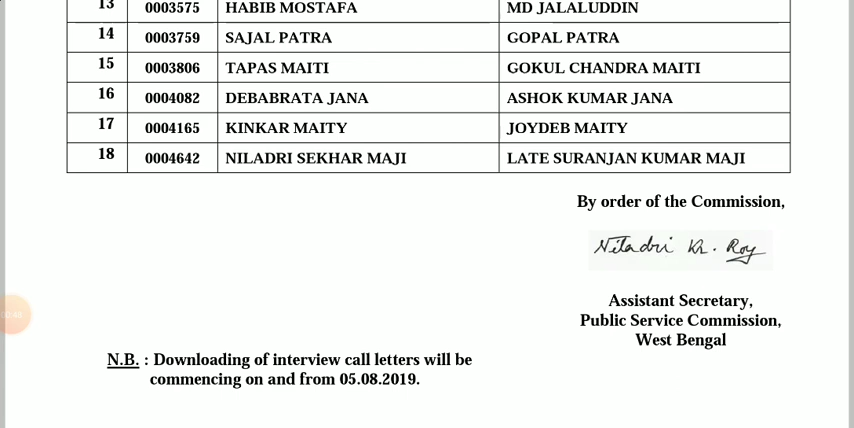 13 0003575 HABIB MOSTAFA MD JALALUDDIN
14 0003759 SAJAL PATRA GOPAL PATRA
15 0003806 TAPAS MAITI GOKUL CHANDRA MAITI
16 0004082 DEBABRATA JANA ASHOK KUMAR JANA
17 0004165 KINKAR MAITY JOYDEB MAITY
18 0004642 NILADRI SEKHAR MAJI LATE SURANJAN KUMAR MAJI
By order of the Commission,
Niladri Kr. Roy
Assistant Secretary,
Public Service Commission,
West Bengal
N.B. : Downloading of interview call letters will be
commencing on and from 05.08.2019.